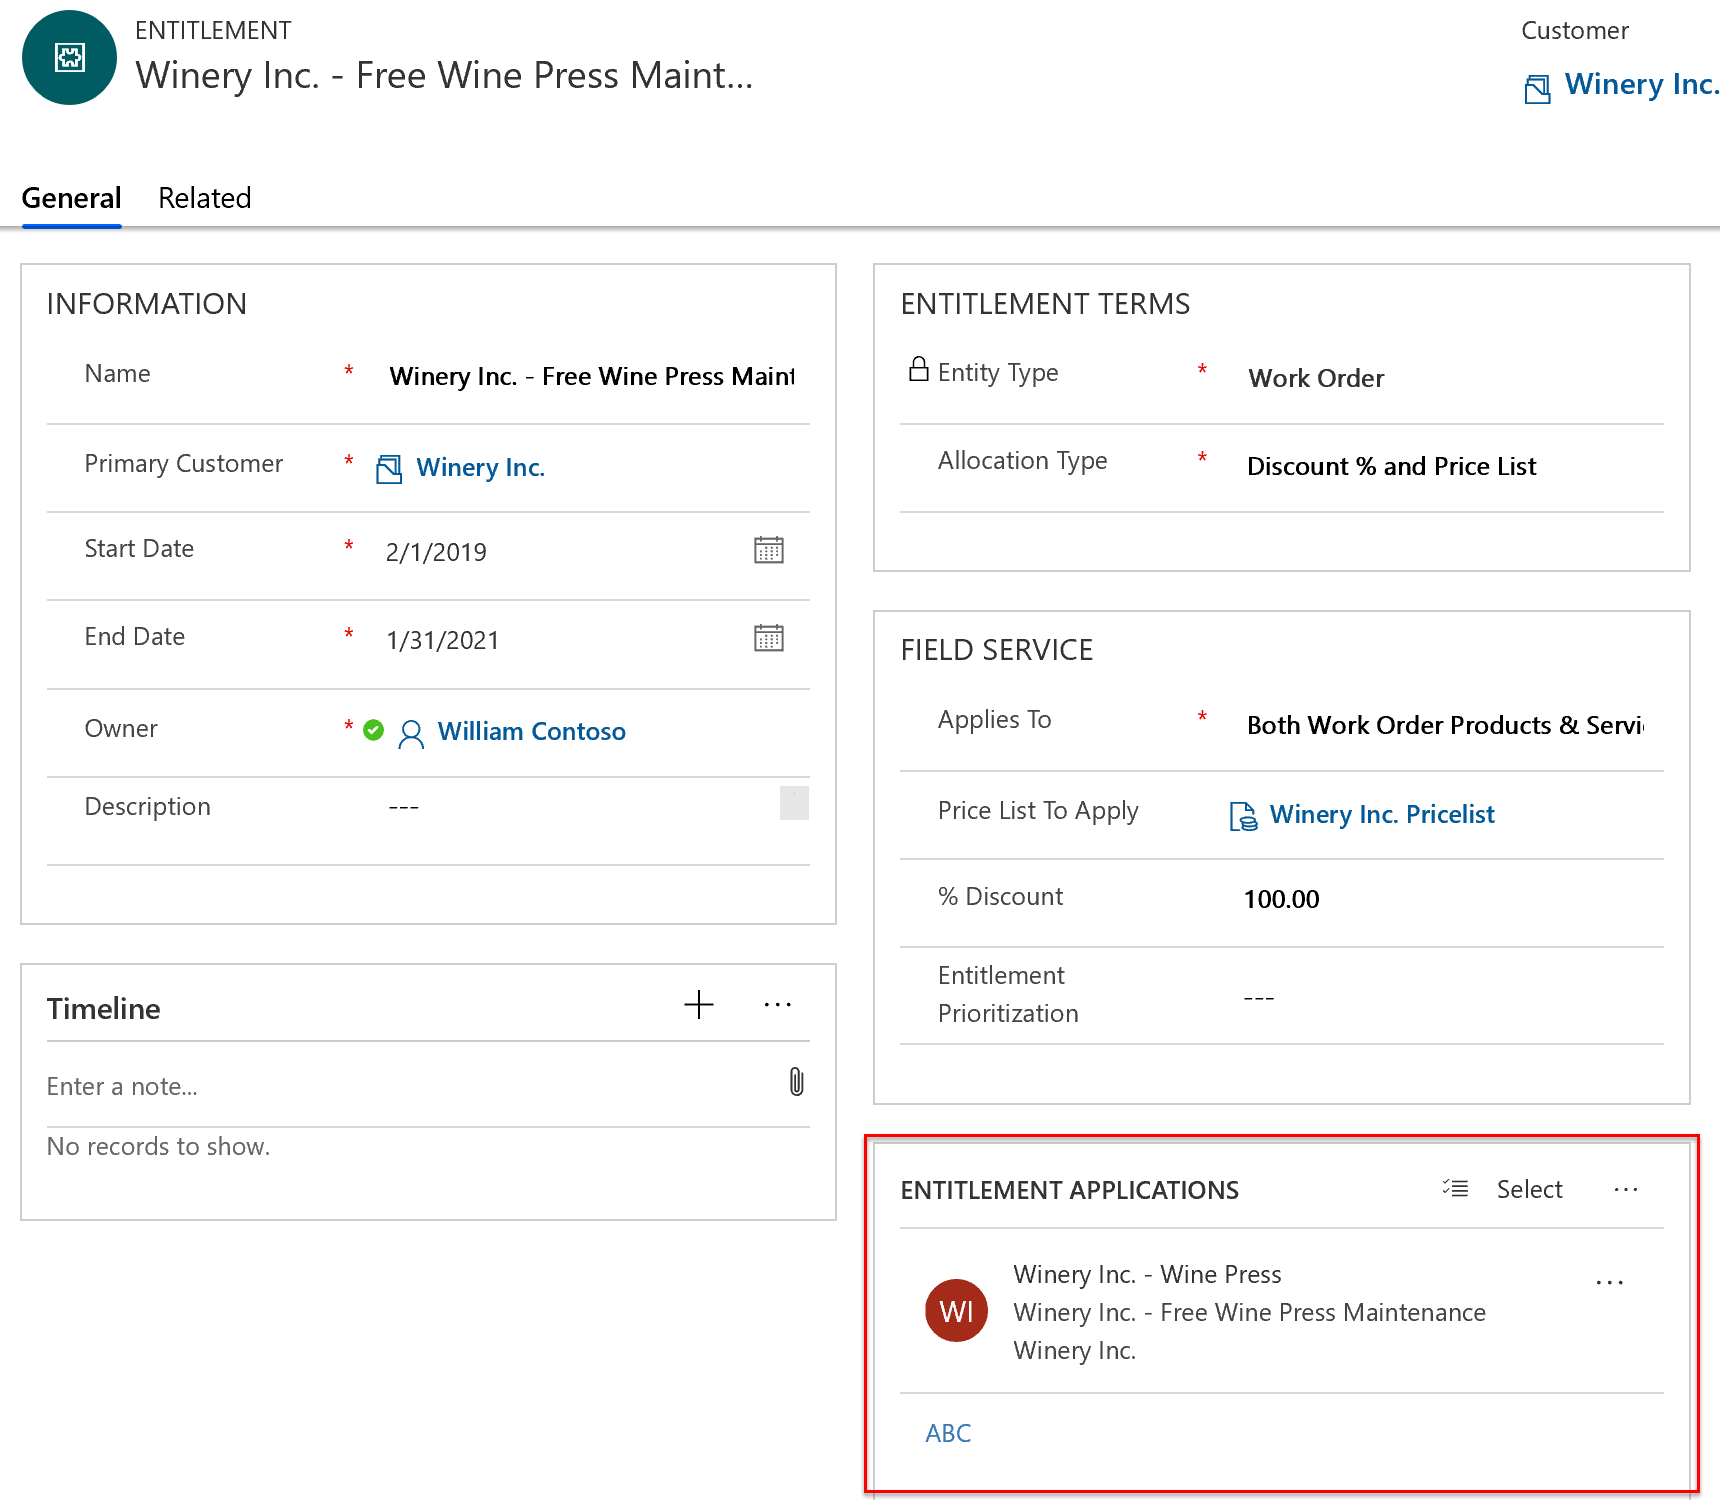 ENTITLEMENT
Winery Inc. - Free Wine Press Maint...
Customer
Winery Inc.
General
Related
INFORMATION
Name * Winery Inc. - Free Wine Press Maint
Primary Customer * Winery Inc.
Start Date * 2/1/2019
End Date * 1/31/2021
Owner * William Contoso
Description ---
Timeline
Enter a note...
No records to show.
ENTITLEMENT TERMS
Entity Type * Work Order
Allocation Type * Discount % and Price List
FIELD SERVICE
Applies To * Both Work Order Products & Servi
Price List To Apply Winery Inc. Pricelist
% Discount 100.00
Entitlement
Prioritization ---
ENTITLEMENT APPLICATIONS
Select
WI
Winery Inc. - Wine Press
Winery Inc. - Free Wine Press Maintenance
Winery Inc.
ABC